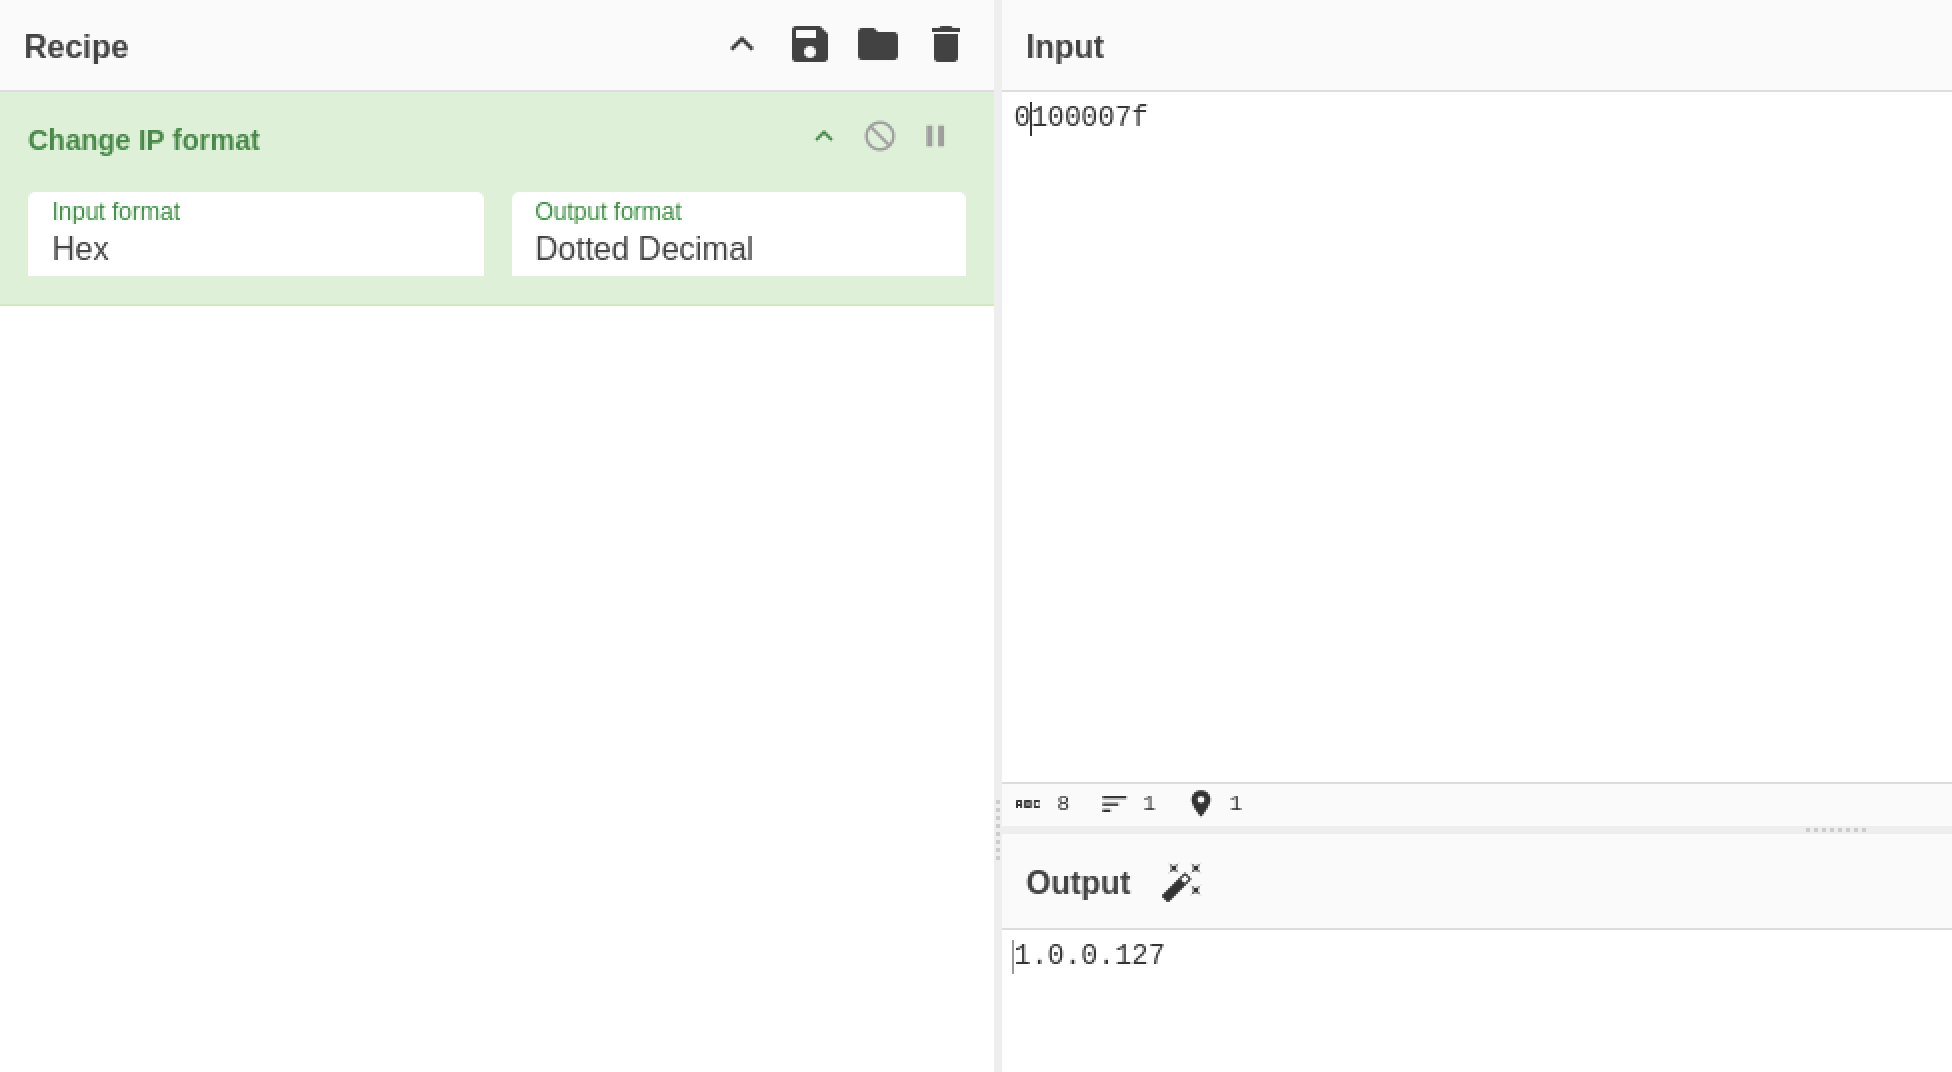 Recipe
Change IP format
Input format
Hex
Output format
Dotted Decimal
Input
0100007f
ABC 8 1 1
Output
1.0.0.127